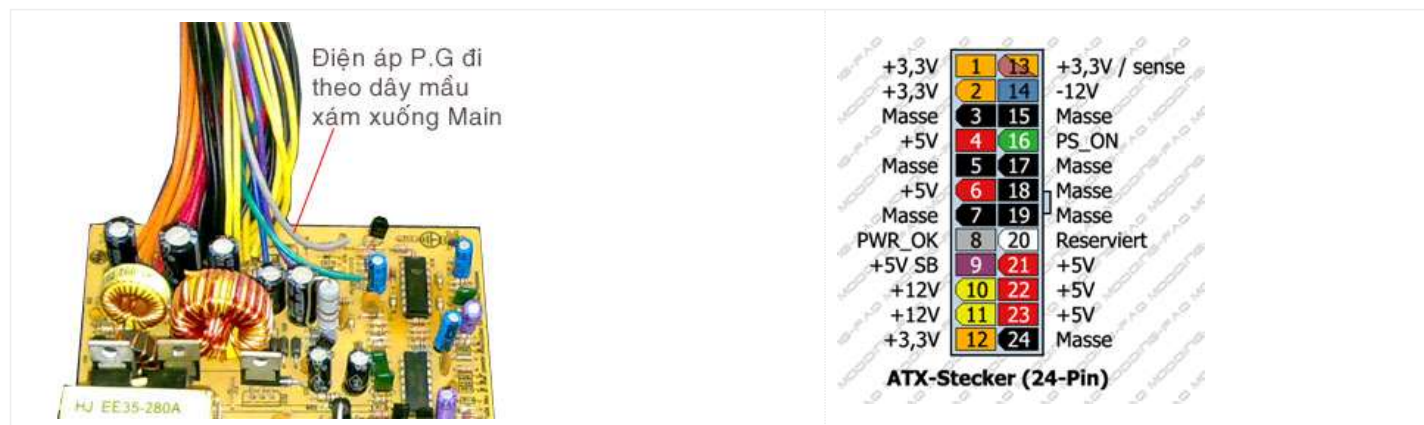 Điện áp P.G đi
theo dây mầu
xám xuống Main
HJ EE35-280A
+3,3V 1 13 +3,3V / sense
+3,3V 2 14 -12V
Masse 3 15 Masse
+5V 4 16 PS_ON
Masse 5 17 Masse
+5V 6 18 Masse
Masse 7 19 Masse
PWR_OK 8 20 Reserviert
+5V SB 9 21 +5V
+12V 10 22 +5V
+12V 11 23 +5V
+3,3V 12 24 Masse
ATX-Stecker (24-Pin)